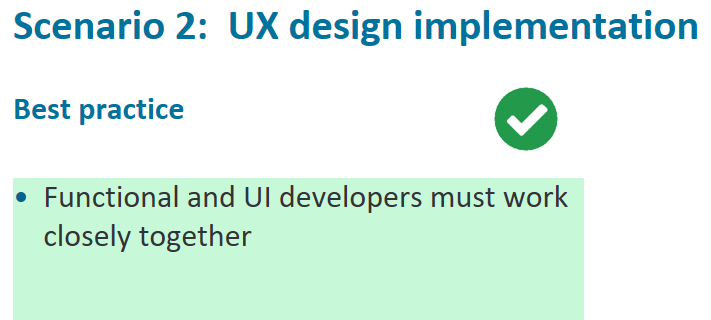 Scenario 2:  UX design implementation
Best practice
• Functional and UI developers must work
closely together